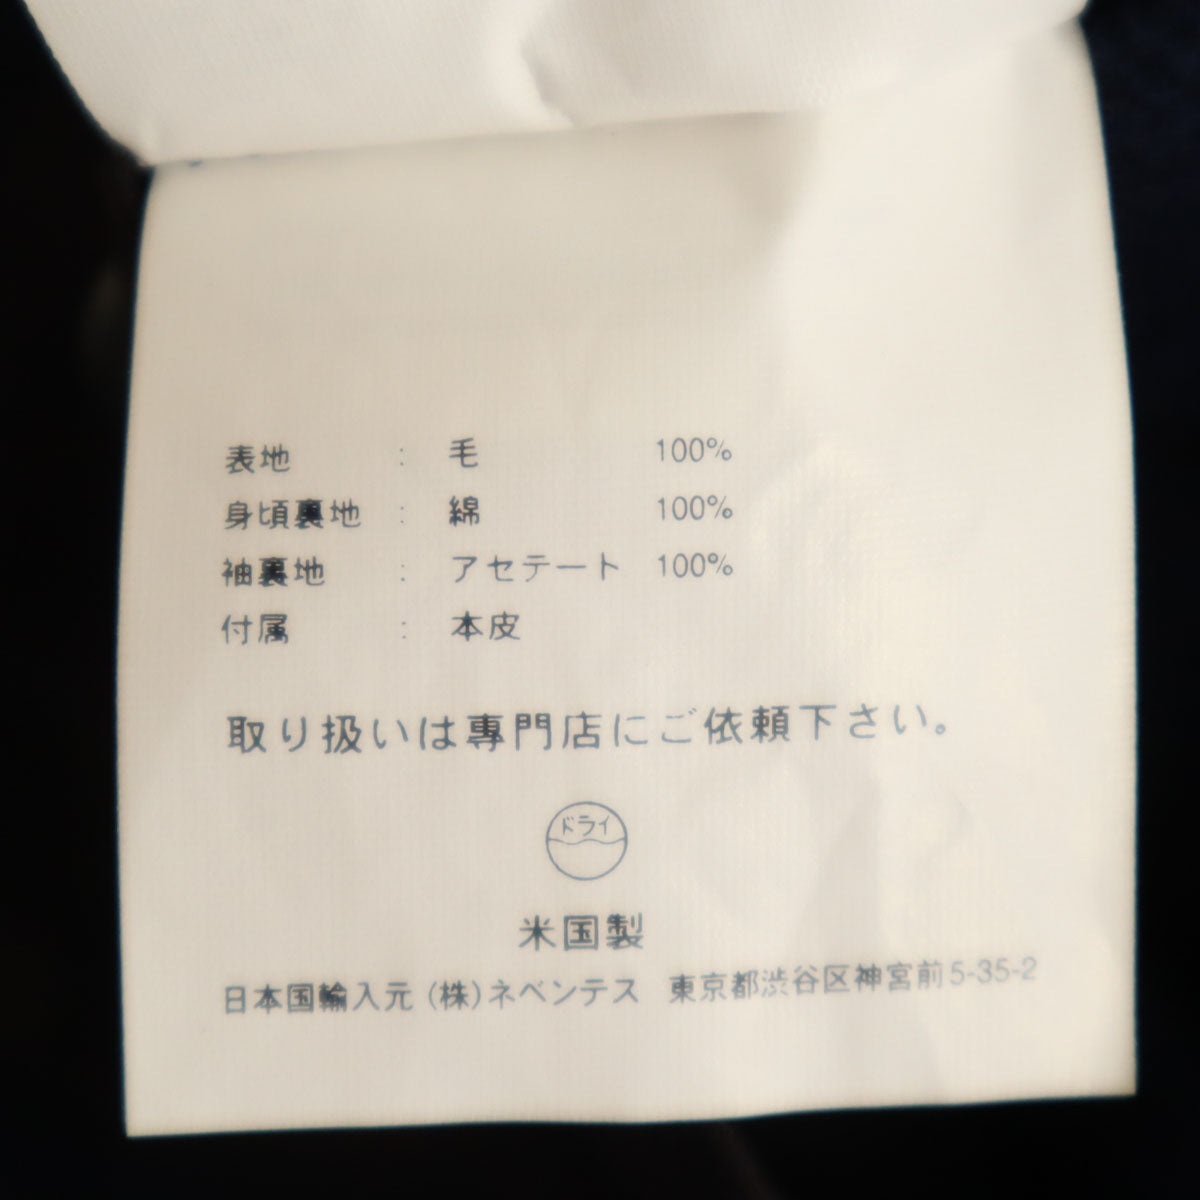 表地 : 毛 100%
身頃裏地 : 綿 100%
袖裏地 : アセテート 100%
付属 : 本皮
取り扱いは専門店にご依頼下さい。
ドライ
米国製
日本国輸入元 (株)ネペンテス 東京都渋谷区神宮前5-35-2